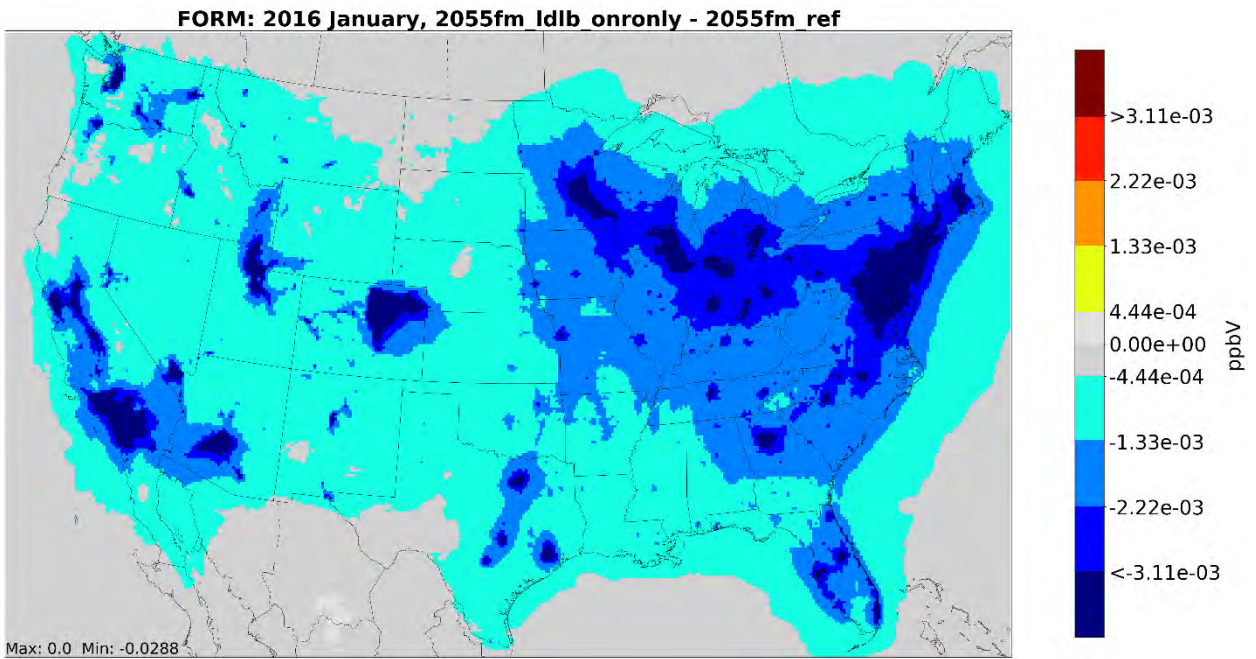 FORM: 2016 January, 2055fm_ldlb_onronly - 2055fm_ref
>3.11e-03
2.22e-03
1.33e-03
4.44e-04
0.00e+00
-4.44e-04
-1.33e-03
-2.22e-03
<-3.11e-03
ppbV
Max: 0.0 Min: -0.0288